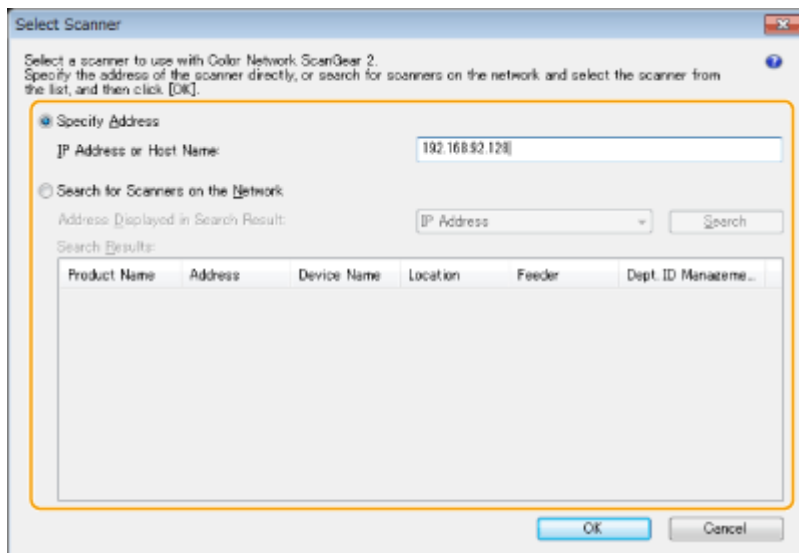 Select Scanner
Select a scanner to use with Color Network ScanGear 2.
Specify the address of the scanner directly, or search for scanners on the network and select the scanner from
the list, and then click [OK].
Specify Address
IP Address or Host Name: 192.168.92.128
Search for Scanners on the Network
Address Displayed in Search Result: IP Address Search
Search Results:
Product Name Address Device Name Location Feeder Dept. ID Manageme...
OK Cancel